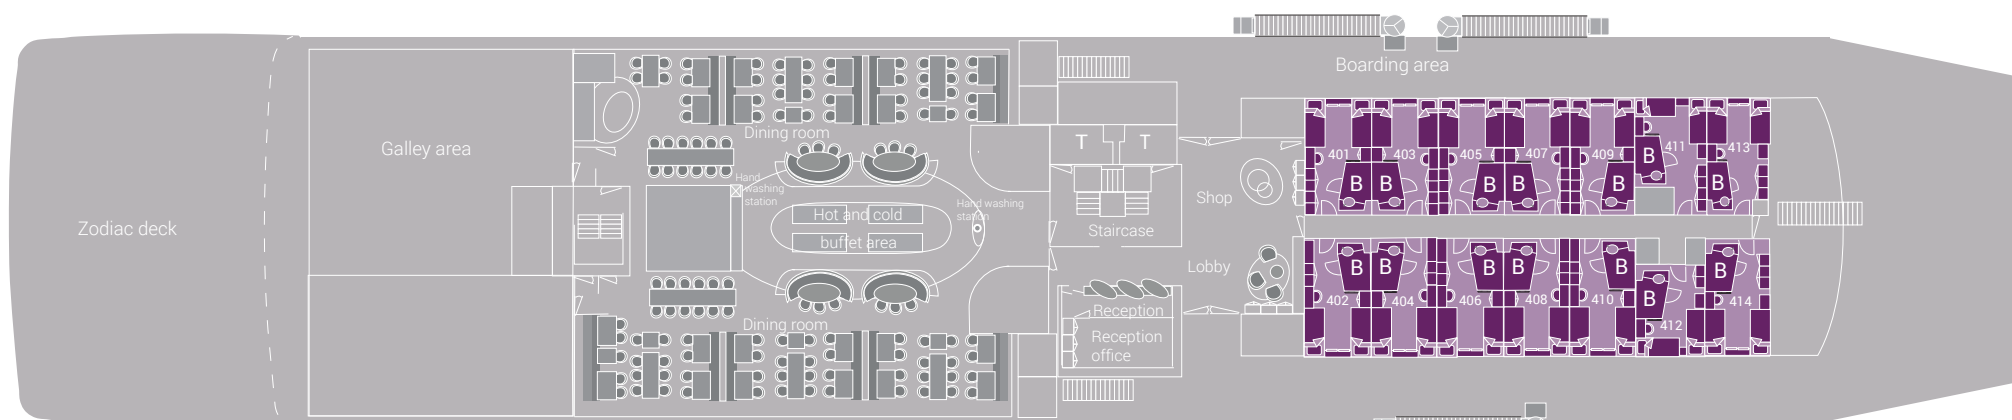 Boarding area
Dining room
Galley area
T
T
401
403
405
407
409
411
413
B
B
B
B
B
B
B
Hand
washing
station
Shop
Hand washing
station
Hot and cold
buffet area
Zodiac deck
Staircase
Lobby
B
B
B
B
B
B
B
402
404
406
408
410
412
414
Dining room
Reception
Reception
office